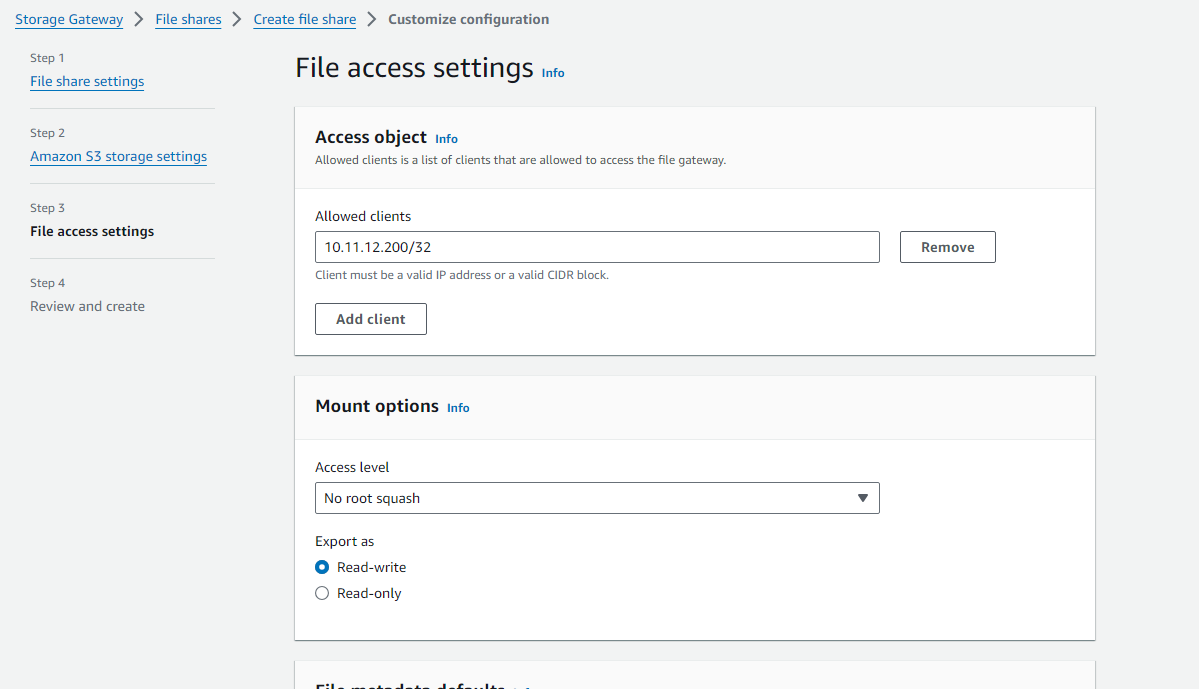 Storage Gateway > File shares > Create file share > Customize configuration
Step 1
File share settings
Step 2
Amazon S3 storage settings
Step 3
File access settings
Step 4
Review and create
File access settings Info
Access object Info
Allowed clients is a list of clients that are allowed to access the file gateway.
Allowed clients
10.11.12.200/32
Remove
Client must be a valid IP address or a valid CIDR block.
Add client
Mount options Info
Access level
No root squash
Export as
Read-write
Read-only
File metadata defaults